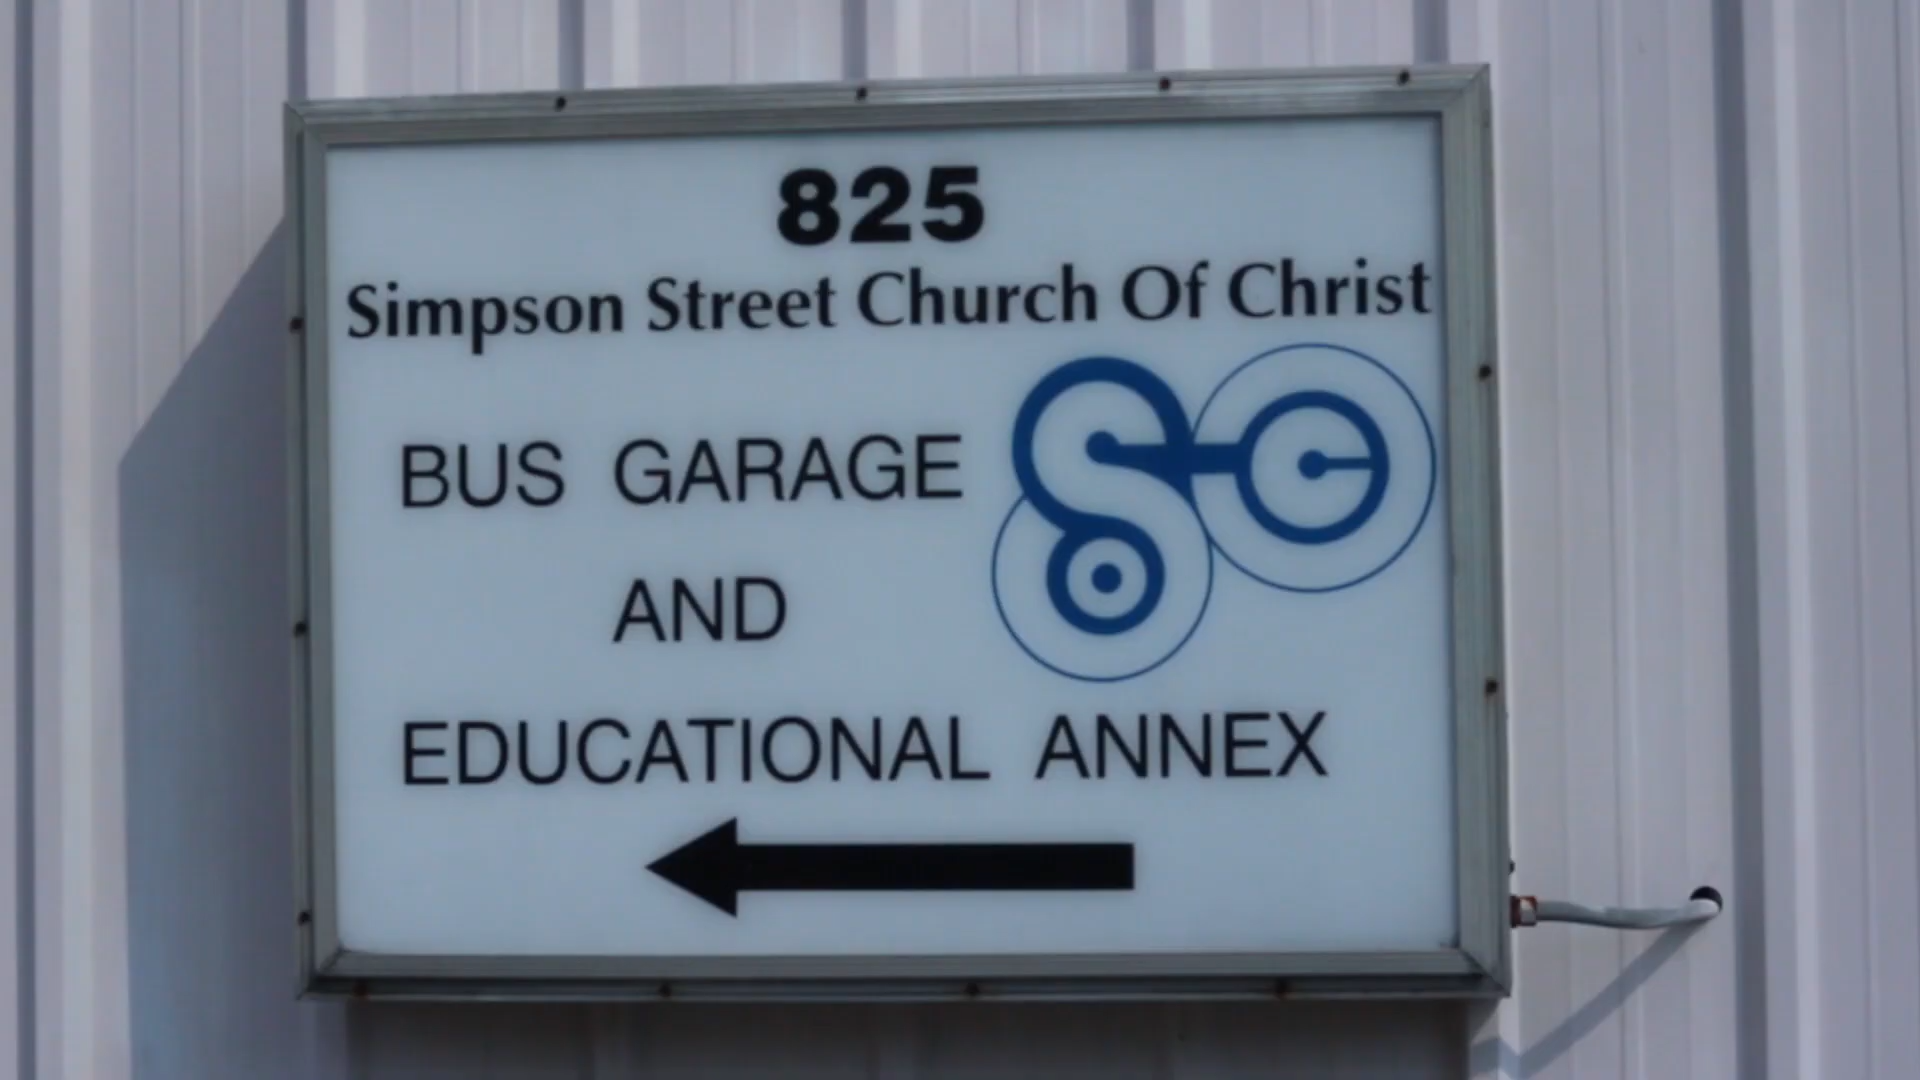 825
Simpson Street Church Of Christ
BUS GARAGE
AND
EDUCATIONAL ANNEX